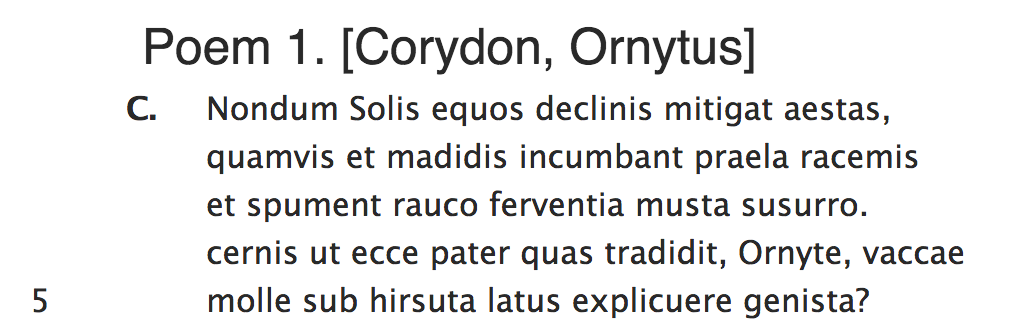 Poem 1. [Corydon, Ornytus]
C. Nondum Solis equos declinis mitigat aestas,
quamvis et madidis incumbant praela racemis
et spument rauco ferventia musta susurro.
cernis ut ecce pater quas tradidit, Ornyte, vaccae
5 molle sub hirsuta latus explicuere genista?